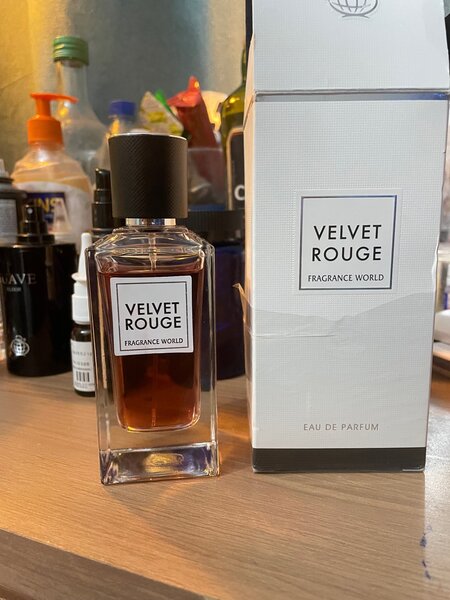 VELVET
ROUGE
FRAGRANCE WORLD
VELVET
ROUGE
FRAGRANCE WORLD
EAU DE PARFUM